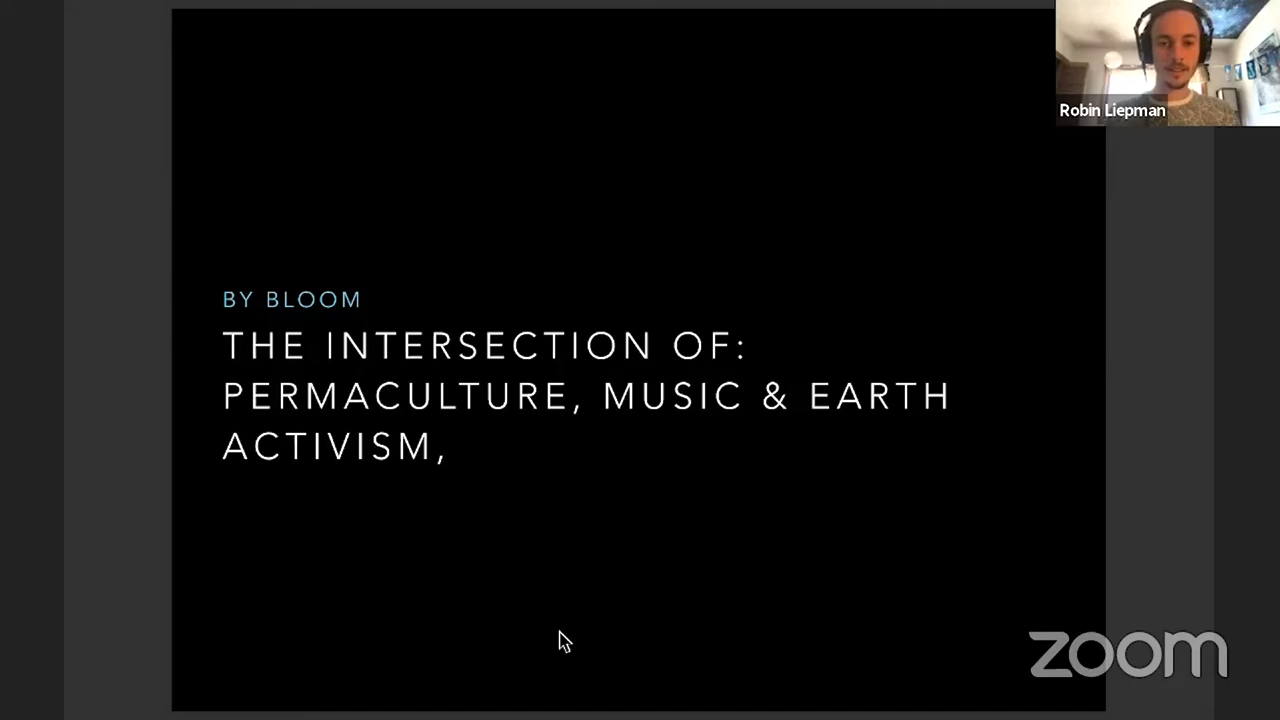 Robin Liepman
BY BLOOM
THE INTERSECTION OF:
PERMACULTURE, MUSIC & EARTH
ACTIVISM,
zoom